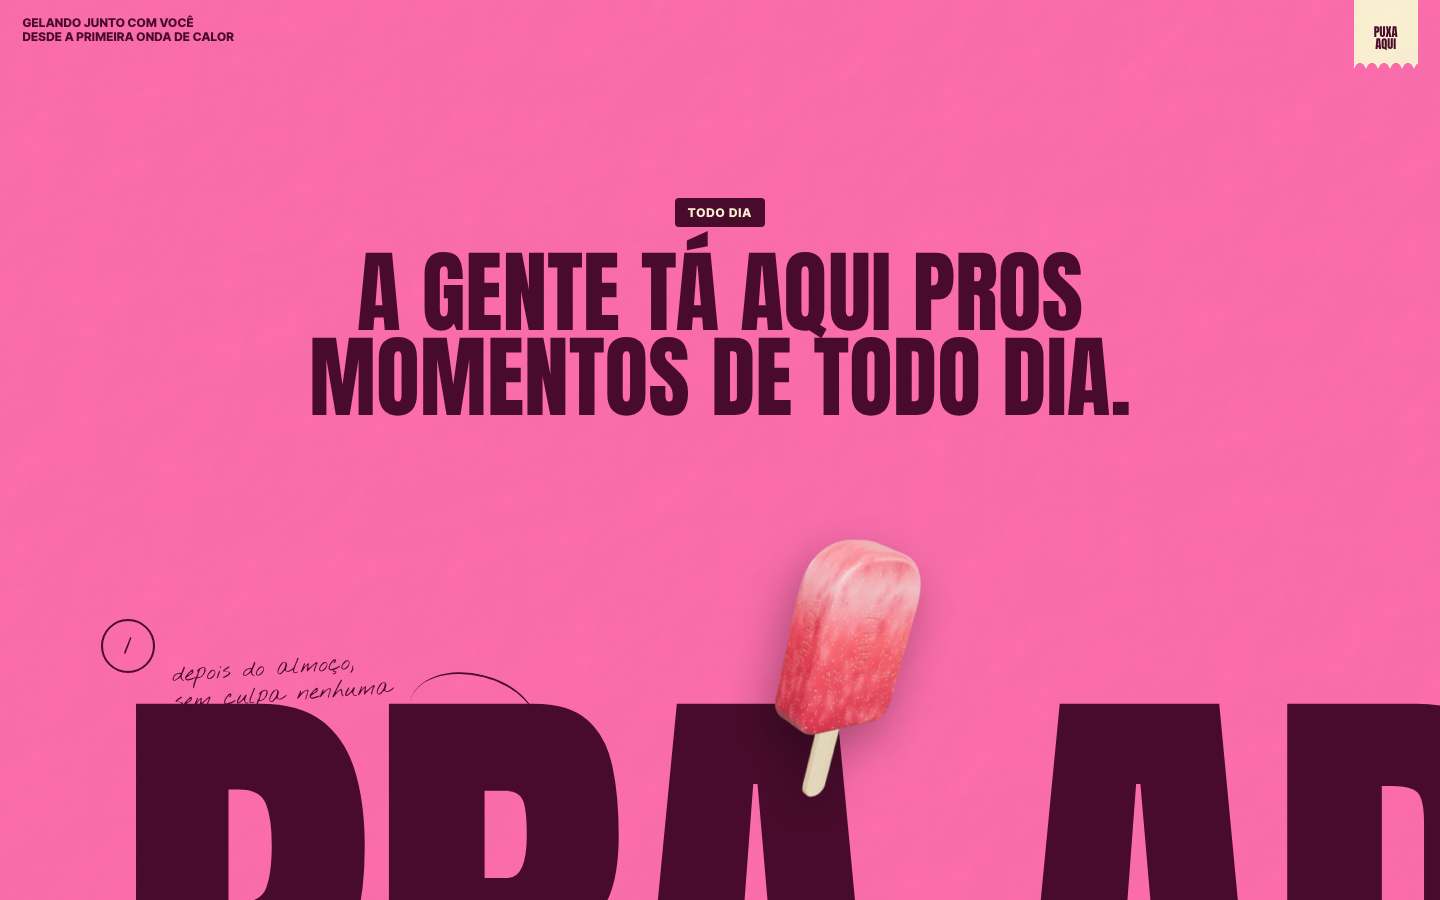 GELANDO JUNTO COM VOCÊ
DESDE A PRIMEIRA ONDA DE CALOR
PUXA
AQUI
TODO DIA
A GENTE TÁ AQUI PROS
MOMENTOS DE TODO DIA.
1
depois do almoço,
sem culpa nenhuma
PRA